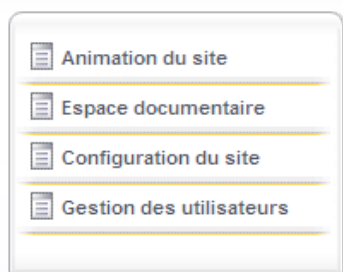 Animation du site
Espace documentaire
Configuration du site
Gestion des utilisateurs